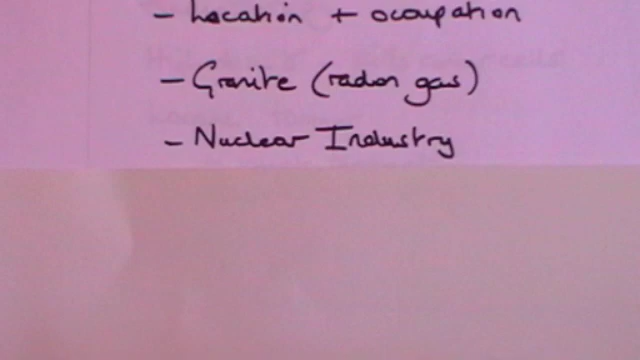 - Location + occupation
- Granite (radon gas)
- Nuclear Industry